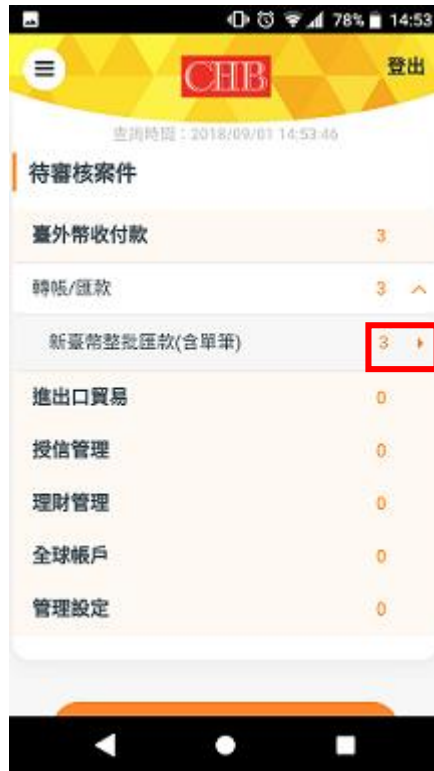 78% 14:53
CHB 登出
查詢時間：2018/09/01 14:53:46
待審核案件
臺外幣收付款 3
轉帳/匯款 3
新臺幣整批匯款(含單筆) 3
進出口貿易 0
授信管理 0
理財管理 0
全球帳戶 0
管理設定 0